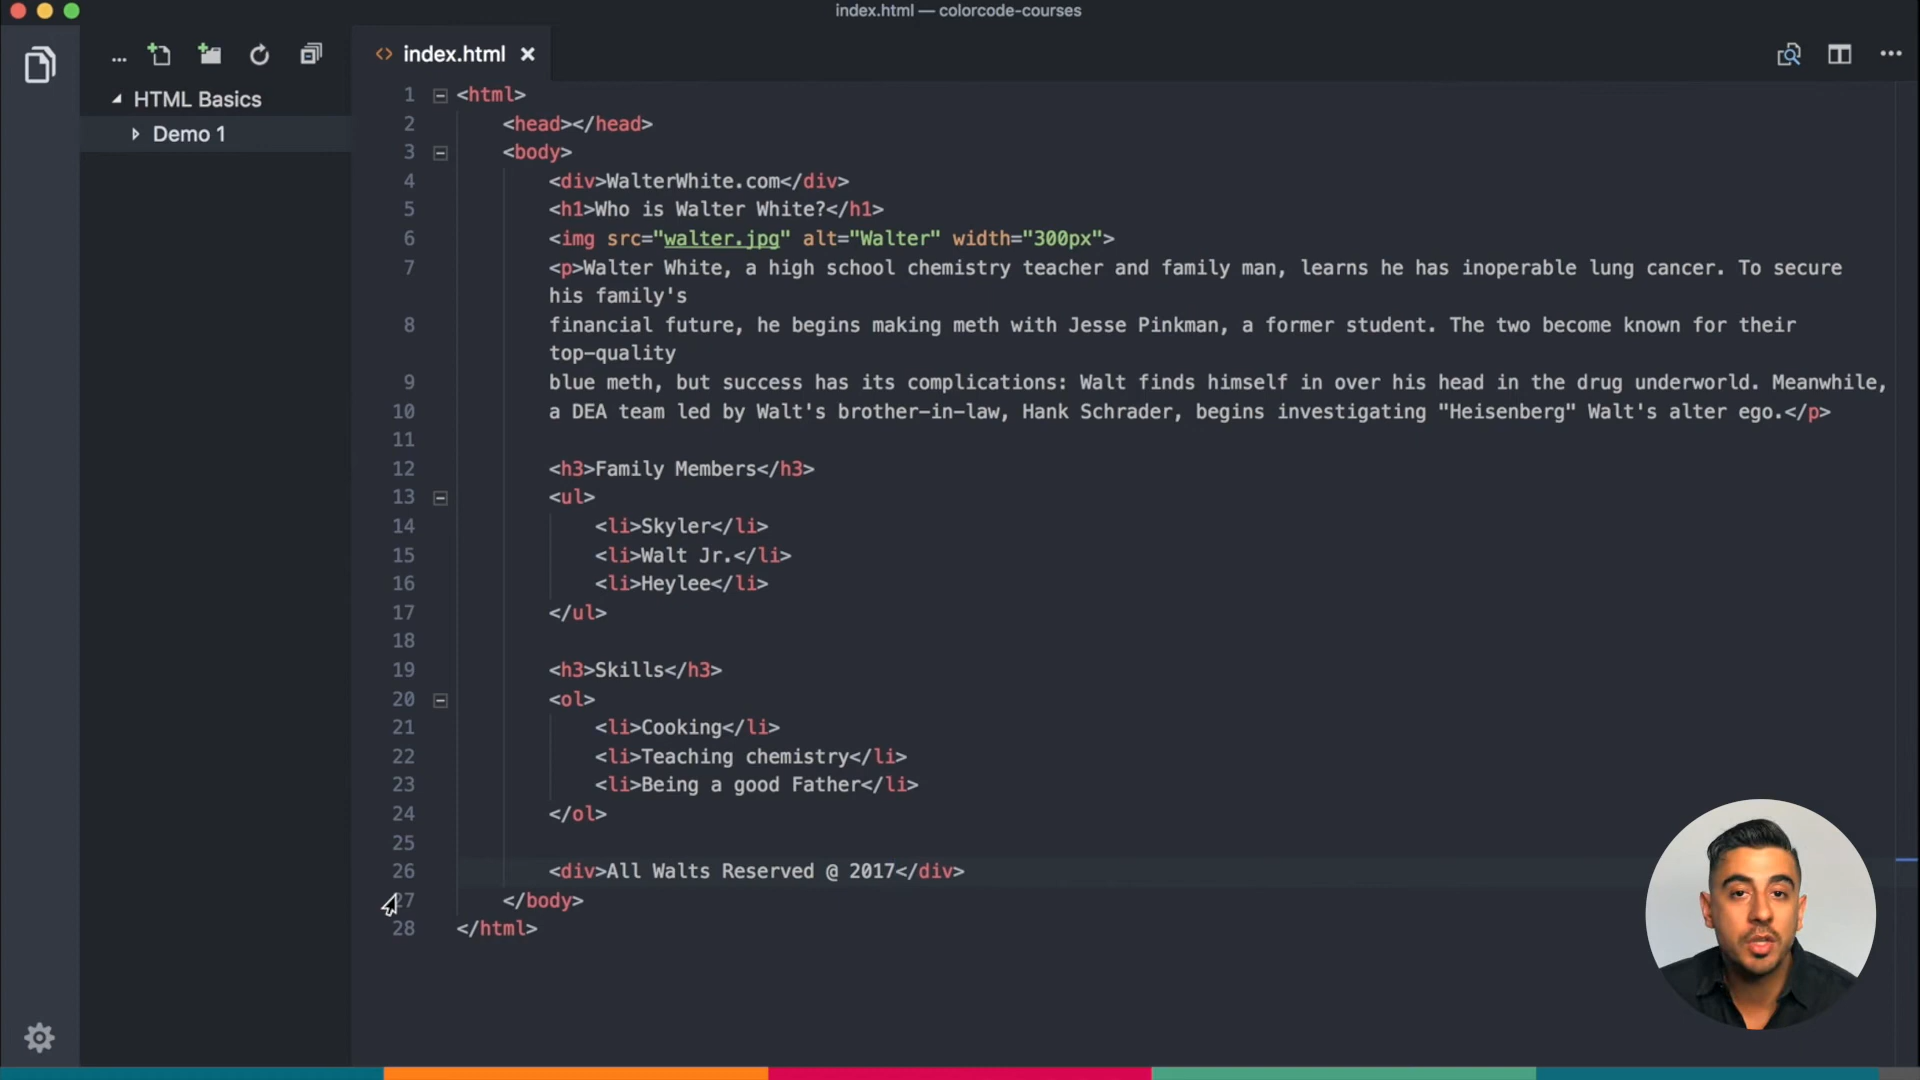 index.html — colorcode-courses
index.html
HTML Basics
Demo 1
1 <html>
2 <head></head>
3 <body>
4 <div>WalterWhite.com</div>
5 <h1>Who is Walter White?</h1>
6 <img src="walter.jpg" alt="Walter" width="300px">
7 <p>Walter White, a high school chemistry teacher and family man, learns he has inoperable lung cancer. To secure
his family's
8 financial future, he begins making meth with Jesse Pinkman, a former student. The two become known for their
top-quality
9 blue meth, but success has its complications: Walt finds himself in over his head in the drug underworld. Meanwhile,
10 a DEA team led by Walt's brother-in-law, Hank Schrader, begins investigating "Heisenberg" Walt's alter ego.</p>
11
12 <h3>Family Members</h3>
13 <ul>
14 <li>Skyler</li>
15 <li>Walt Jr.</li>
16 <li>Heylee</li>
17 </ul>
18
19 <h3>Skills</h3>
20 <ol>
21 <li>Cooking</li>
22 <li>Teaching chemistry</li>
23 <li>Being a good Father</li>
24 </ol>
25
26 <div>All Walts Reserved @ 2017</div>
27 </body>
28 </html>